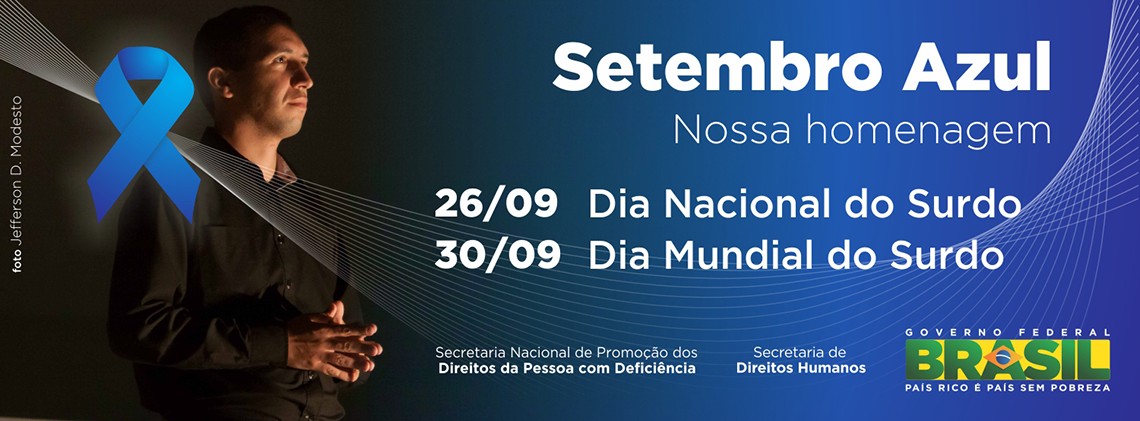 foto Jefferson D. Modesto
Setembro Azul
Nossa homenagem
26/09 Dia Nacional do Surdo
30/09 Dia Mundial do Surdo
Secretaria Nacional de Promoção dos
Direitos da Pessoa com Deficiência
Secretaria de
Direitos Humanos
GOVERNO FEDERAL
BRASIL
PAÍS RICO É PAÍS SEM POBREZA